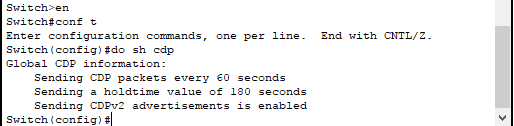 Switch>en
Switch#conf t
Enter configuration commands, one per line.  End with CNTL/Z.
Switch(config)#do sh cdp
Global CDP information:
    Sending CDP packets every 60 seconds
    Sending a holdtime value of 180 seconds
    Sending CDPv2 advertisements is enabled
Switch(config)#